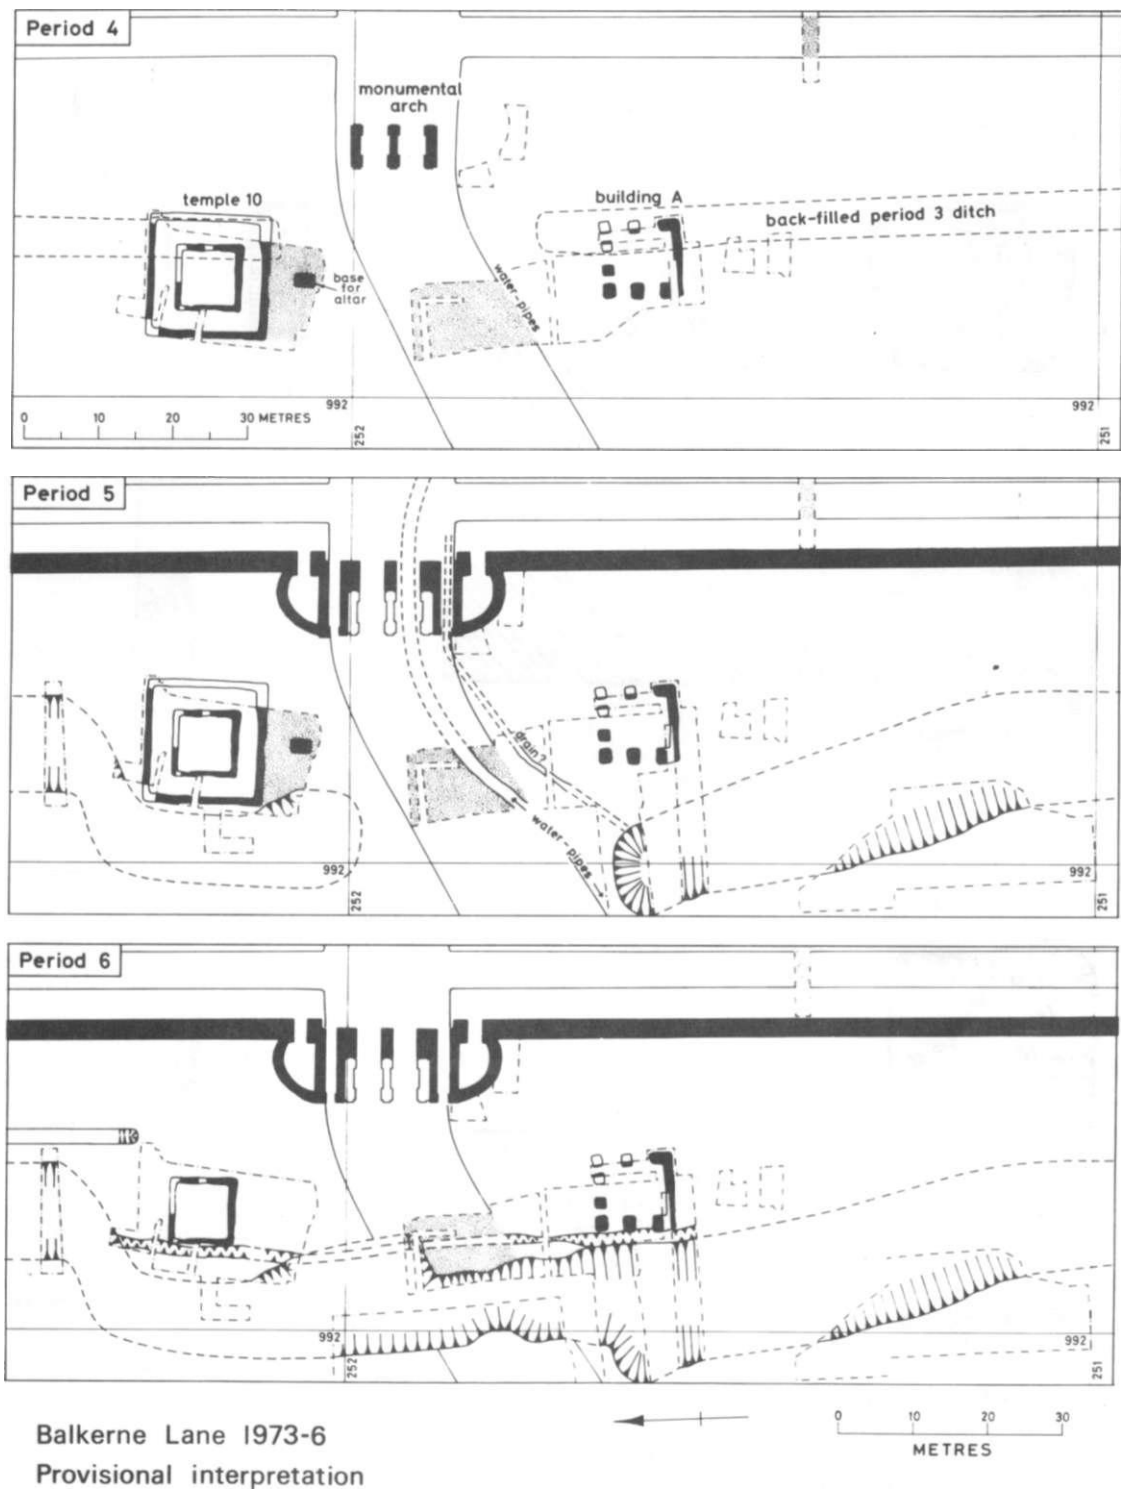 Period 4
monumental
arch
temple 10
building A
back-filled period 3 ditch
base
for
altar
water-pipes
992
992
0 10 20 30 METRES
252
251
Period 5
drain?
water-pipes
992
992
252
251
Period 6
992
992
252
251
Balkerne Lane 1973-6
Provisional interpretation
0 10 20 30
METRES